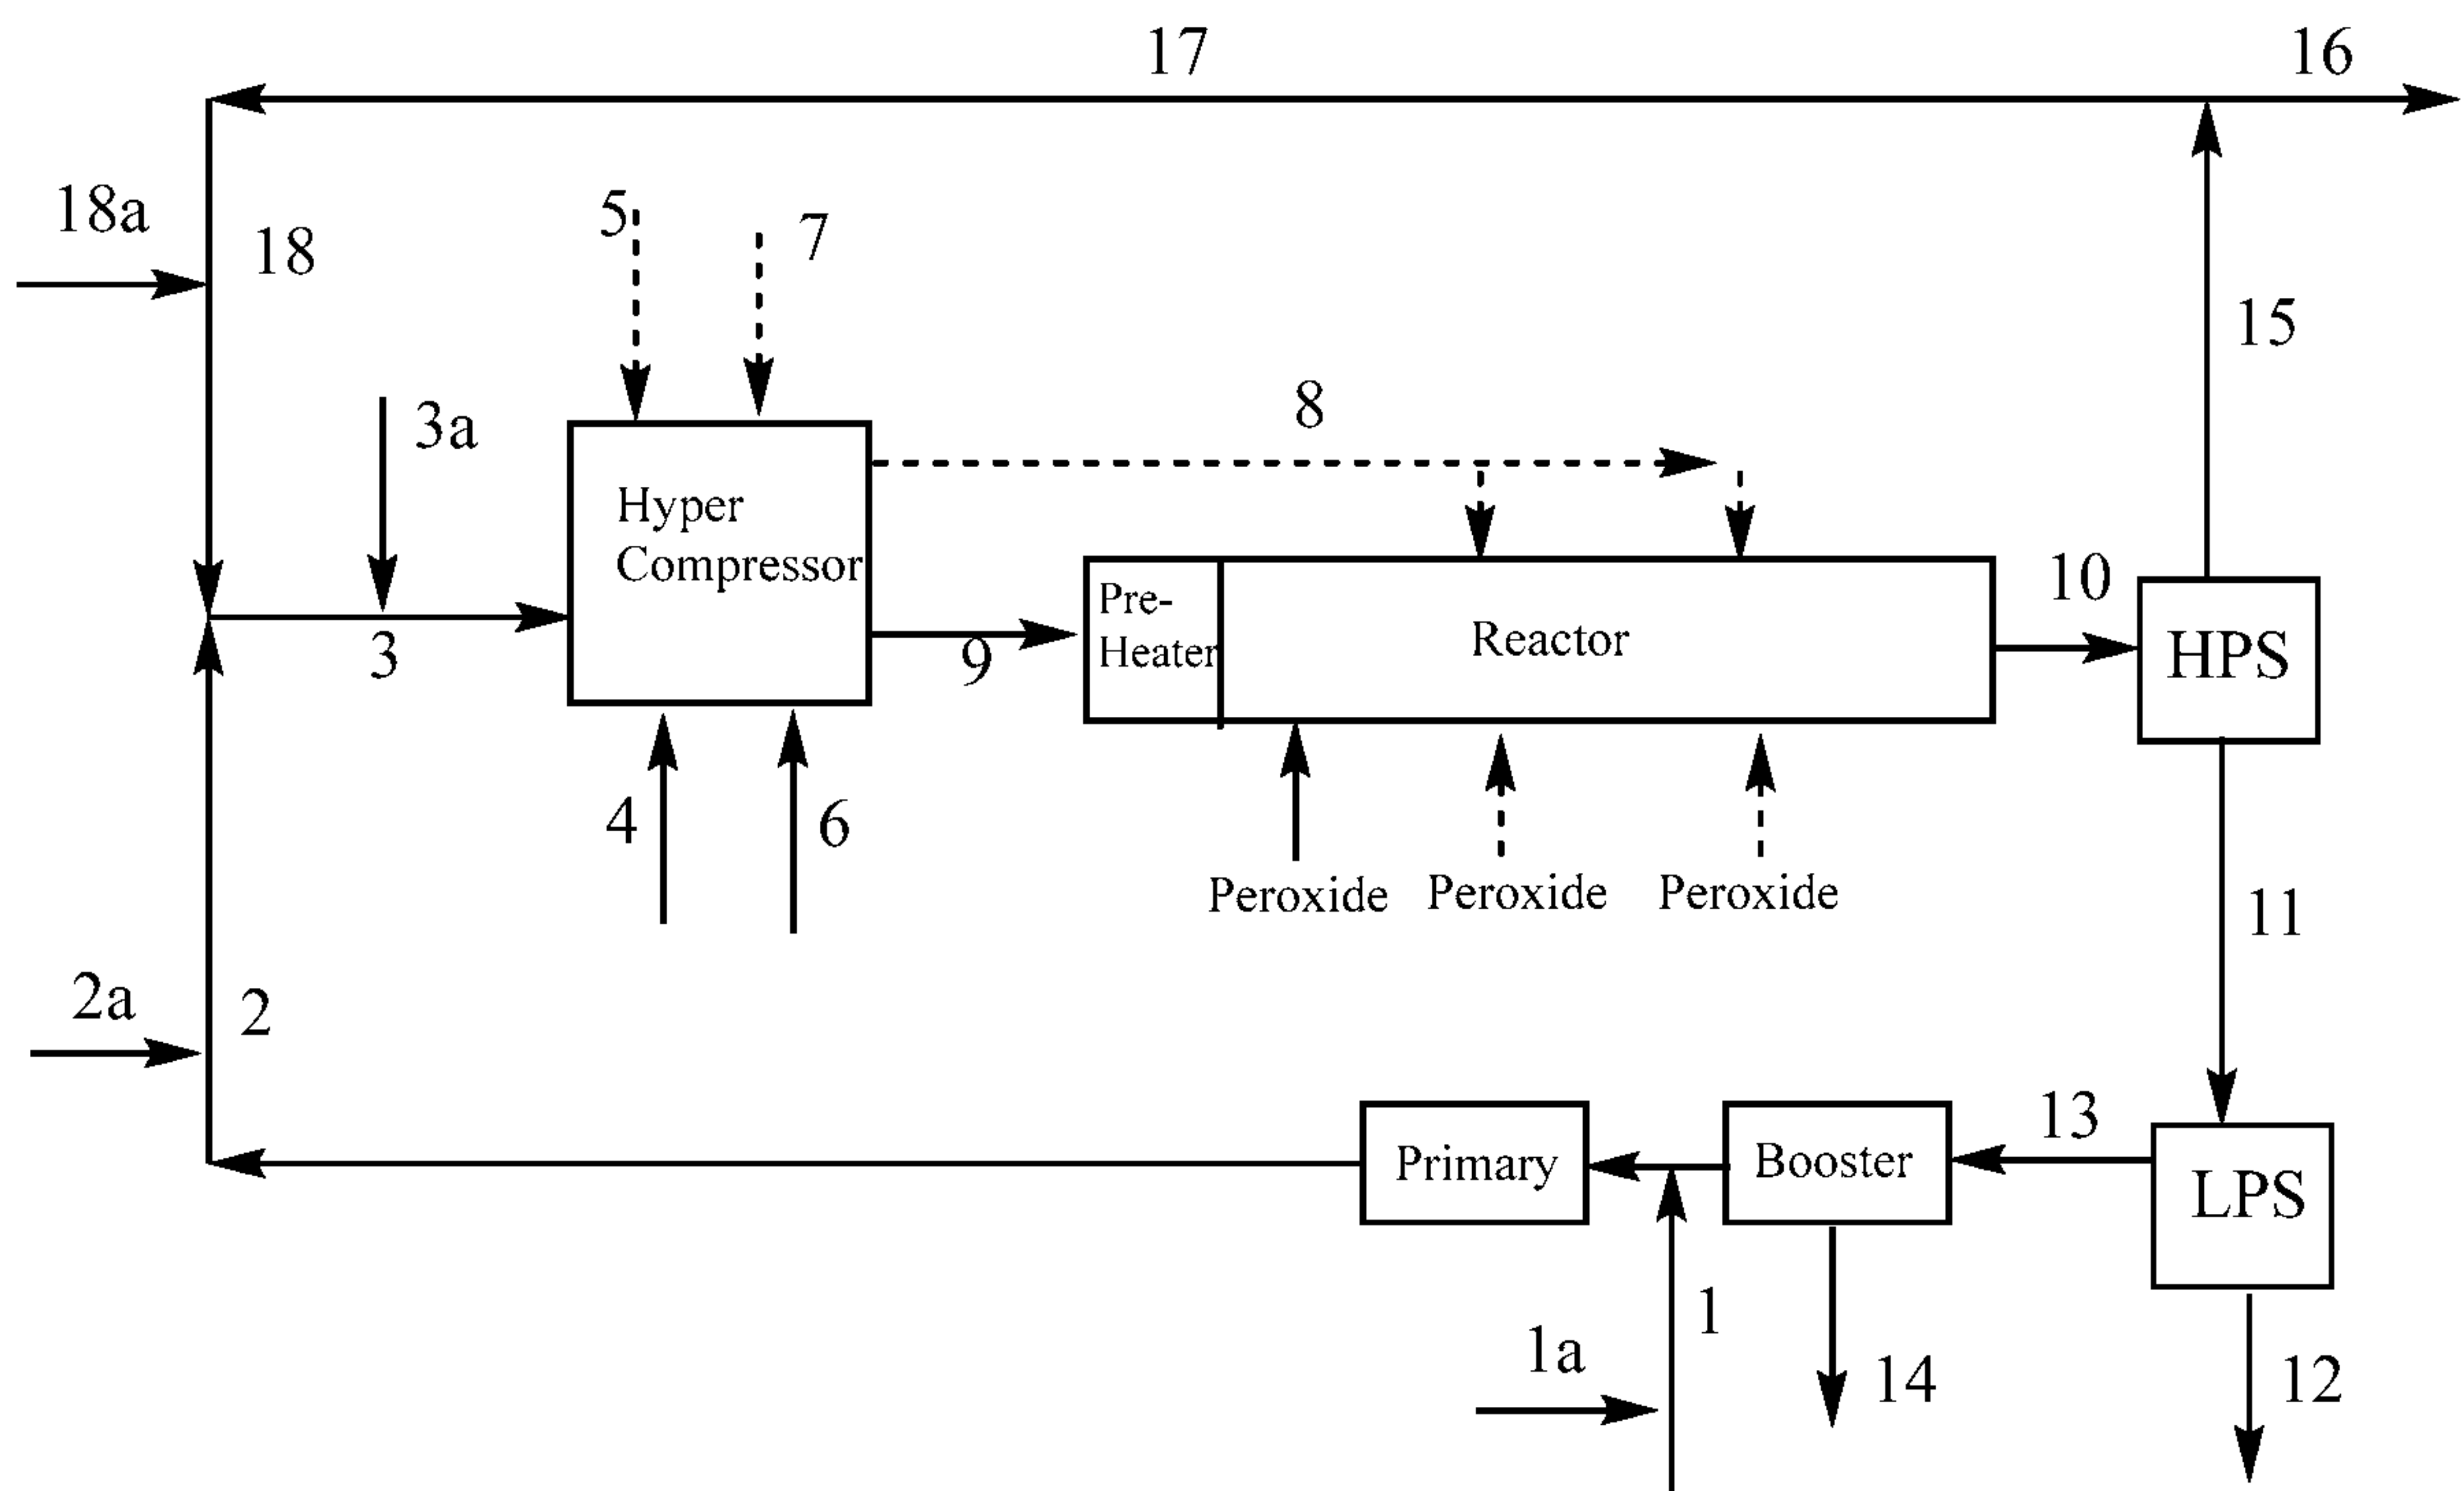 17
16
18a
18
5
7
15
3a
8
Hyper
Compressor
10
Pre-
Heater
Reactor
HPS
3
9
4
6
Peroxide
Peroxide
Peroxide
11
2a
2
13
Primary
Booster
LPS
1
1a
14
12